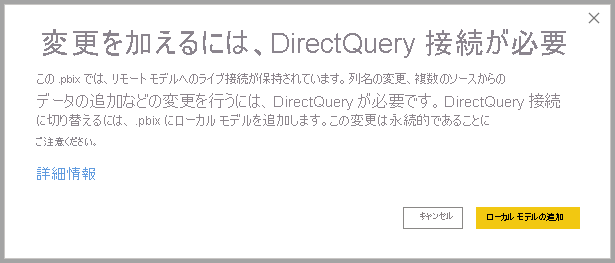 変更を加えるには、DirectQuery 接続が必要
この .pbix では、リモート モデルへのライブ接続が保持されています。列名の変更、複数のソースからの
データの追加などの変更を行うには、DirectQuery が必要です。DirectQuery 接続
に切り替えるには、.pbix にローカル モデルを追加します。この変更は永続的であることに
ご注意ください。
詳細情報
キャンセル
ローカル モデルの追加